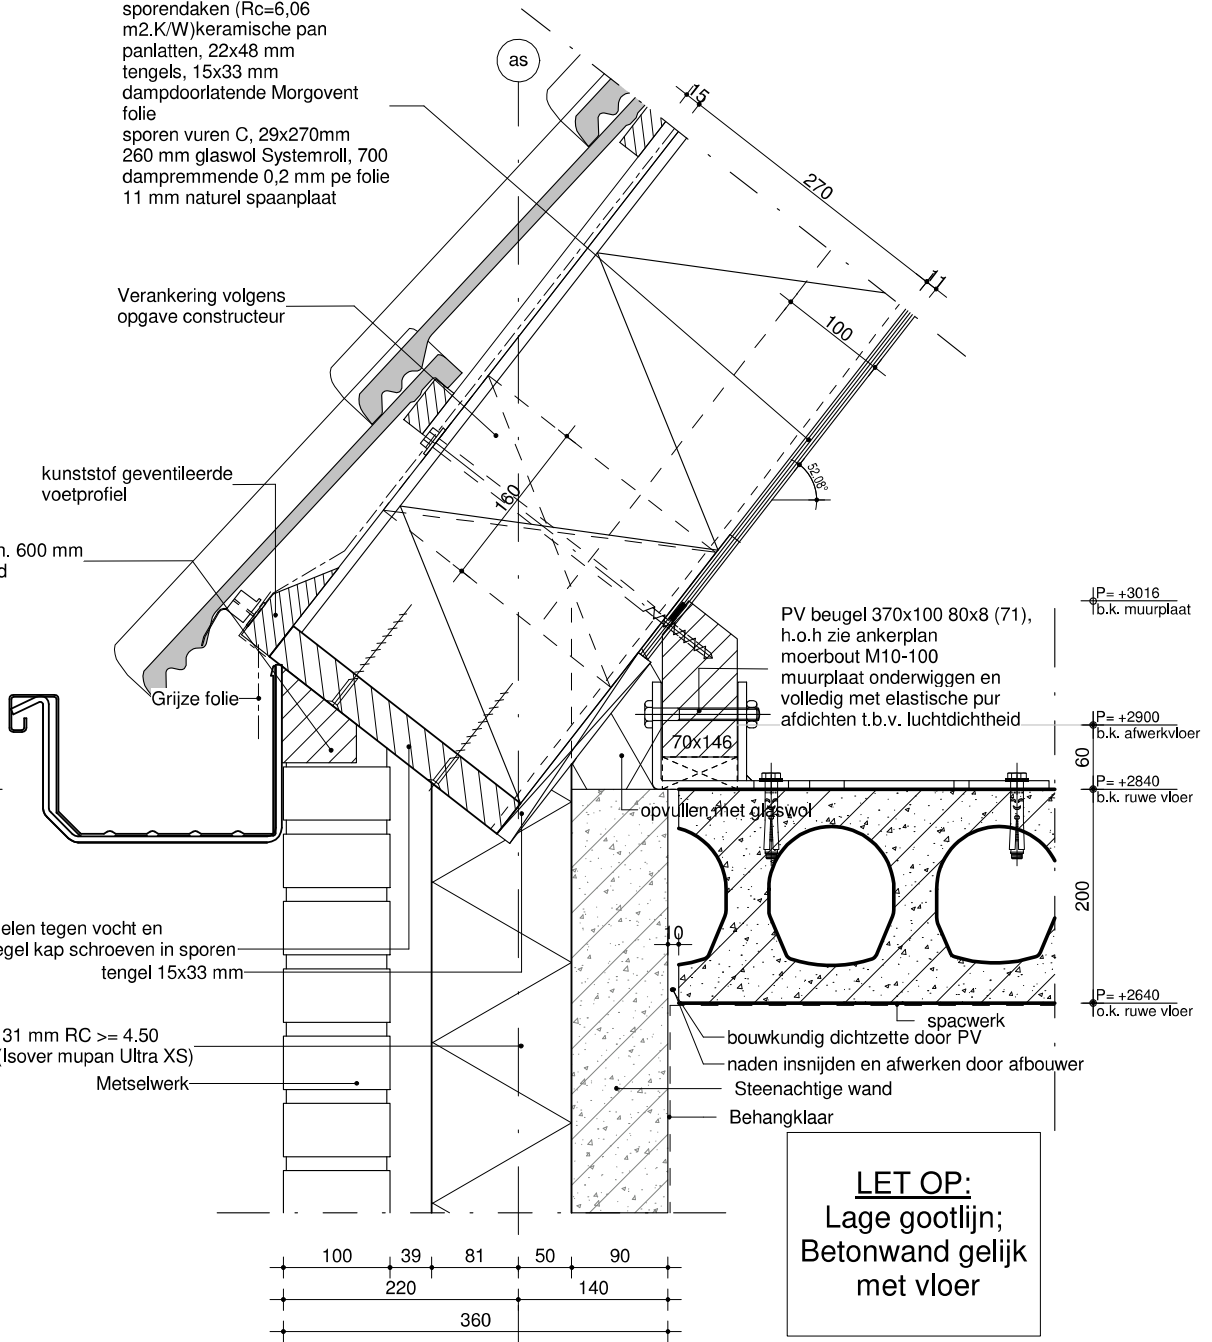 sporendaken (Rc=6,06
m2.K/W)keramische pan
panlatten, 22x48 mm
tengels, 15x33 mm
dampdoorlatende Morgovent
folie
sporen vuren C, 29x270mm
260 mm glaswol Systemroll, 700
dampremmende 0,2 mm pe folie
11 mm naturel spaanplaat
as
15
270
11
100
Verankering volgens
opgave constructeur
52.08°
160
kunststof geventileerde
voetprofiel
n. 600 mm
d
Grijze folie
PV beugel 370x100 80x8 (71),
h.o.h zie ankerplan
moerbout M10-100
muurplaat onderwiggen en
volledig met elastische pur
afdichten t.b.v. luchtdichtheid
P= +3016
b.k. muurplaat
P= +2900
b.k. afwerkvloer
60
P= +2840
b.k. ruwe vloer
200
P= +2640
o.k. ruwe vloer
70x146
opvullen met glaswol
10
elen tegen vocht en
egel kap schroeven in sporen
tengel 15x33 mm
31 mm RC >= 4.50
(Isover mupan Ultra XS)
Metselwerk
spacwerk
bouwkundig dichtzette door PV
naden insnijden en afwerken door afbouwer
Steenachtige wand
Behangklaar
LET OP:
Lage gootlijn;
Betonwand gelijk
met vloer
100 39 81 50 90
220 140
360